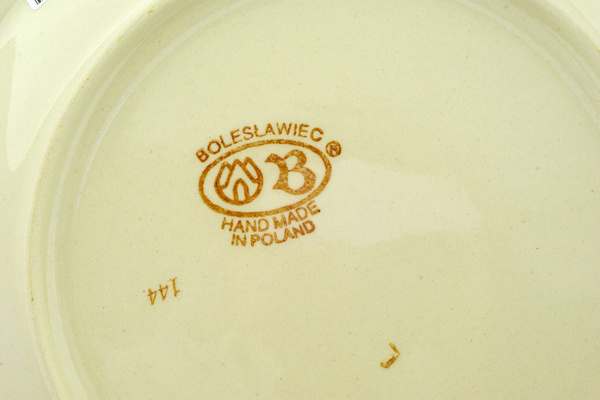 BOLESŁAWIEC ®
B
HAND MADE
IN POLAND
144